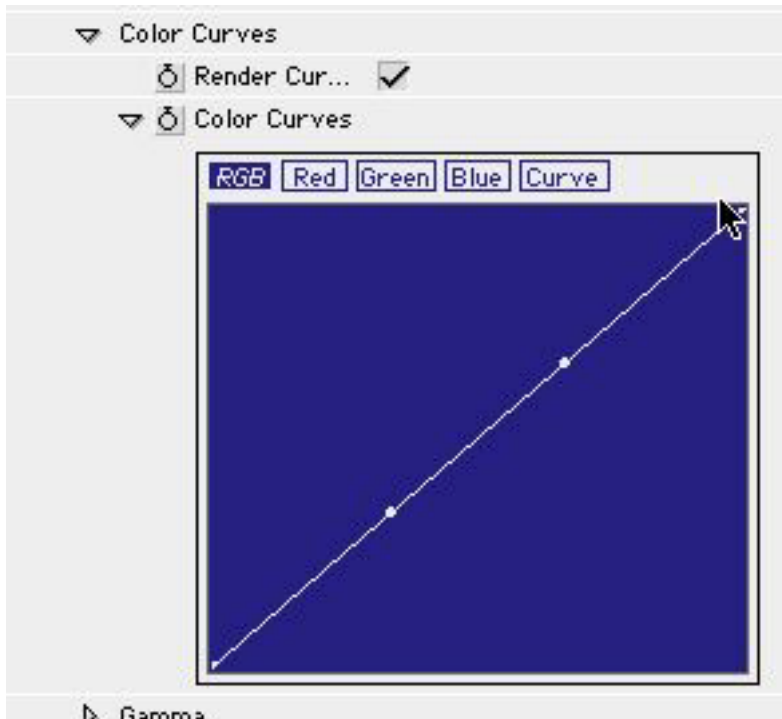 Color Curves
Render Cur...
Color Curves
RGB Red Green Blue Curve
Gamma